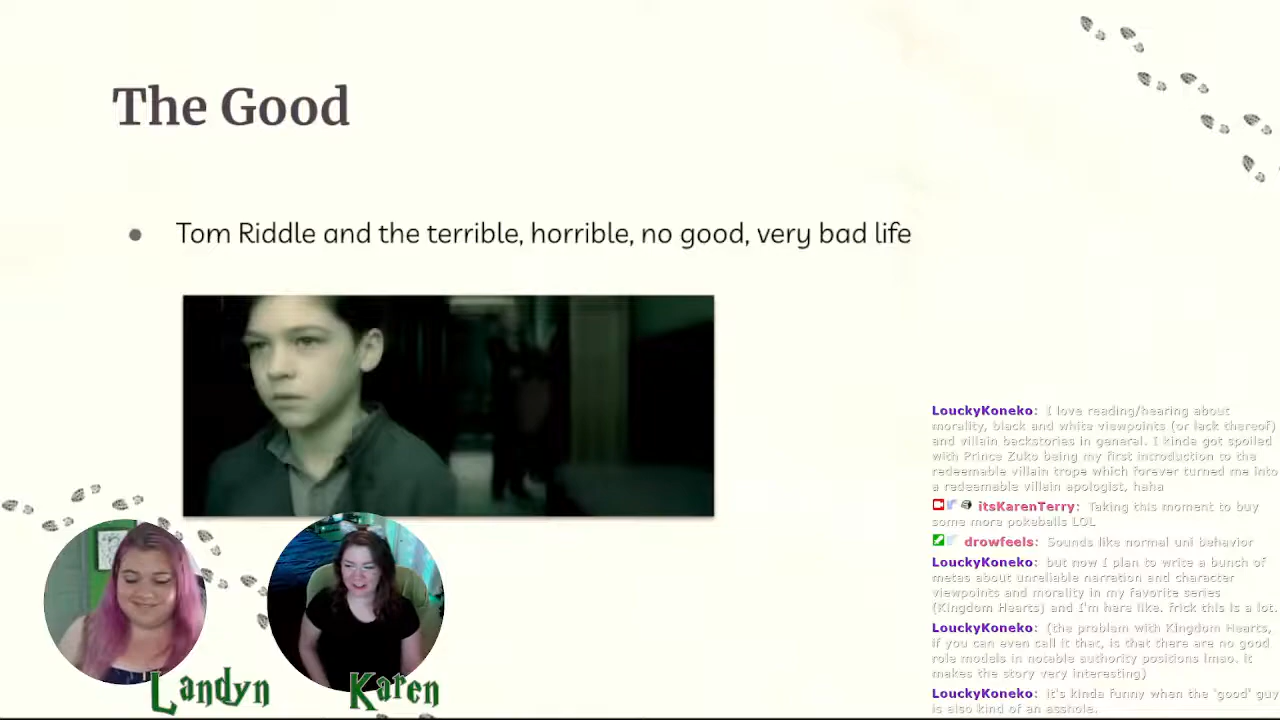 The Good
● Tom Riddle and the terrible, horrible, no good, very bad life
LouckyKoneko: I love reading/hearing about
morality, black and white viewpoints (or lack thereof)
and villain backstories in general. I kinda got spoiled
with Prince Zuko being my first introduction to the
redeemable villain trope which forever turned me into
a redeemable villain apologist, haha
itsKarenTerry: Taking this moment to buy
some more pokeballs LOL
drowfeels: Sounds like normal uni behavior
LouckyKoneko: but now I plan to write a bunch of
metas about unreliable narration and character
viewpoints and morality in my favorite series
(Kingdom Hearts) and I'm here like. frick this is a lot.
LouckyKoneko: (the problem with Kingdom Hearts,
if you can even call it that, is that there are no good
role models in notable authority positions lmao. it
makes the story very interesting)
LouckyKoneko: it's kinda funny when the 'good' guy
is also kind of an asshole.
Landyn
Karen